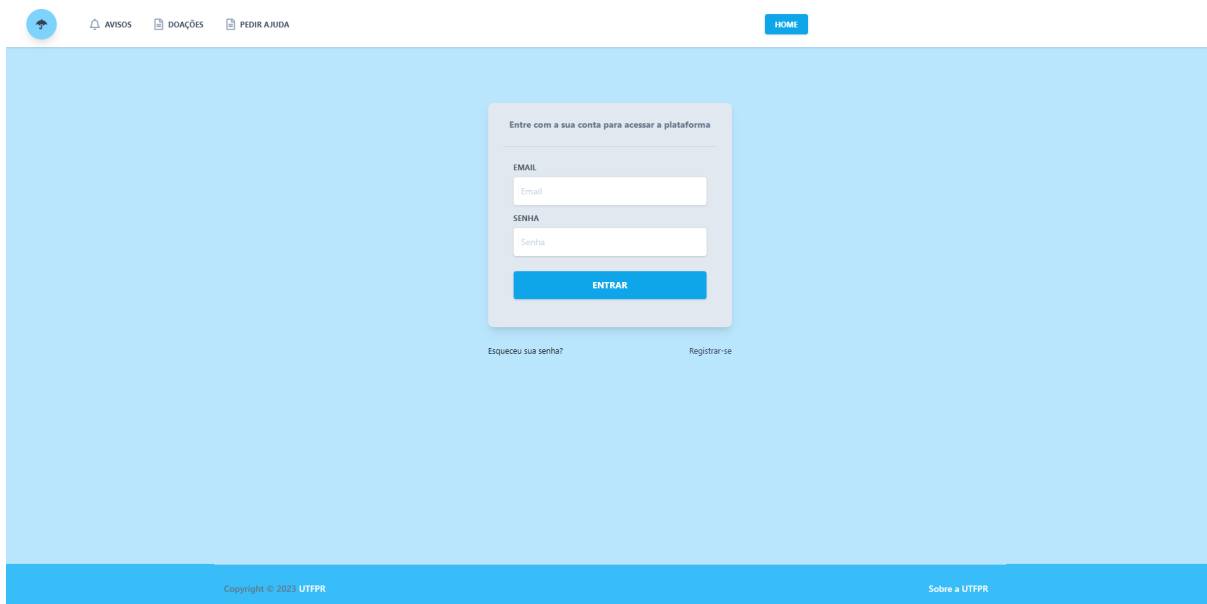 AVISOS DOAÇÕES PEDIR AJUDA HOME
Entre com a sua conta para acessar a plataforma
EMAIL
Email
SENHA
Senha
ENTRAR
Esqueceu sua senha? Registrar-se
Copyright © 2023 UTFPR Sobre a UTFPR